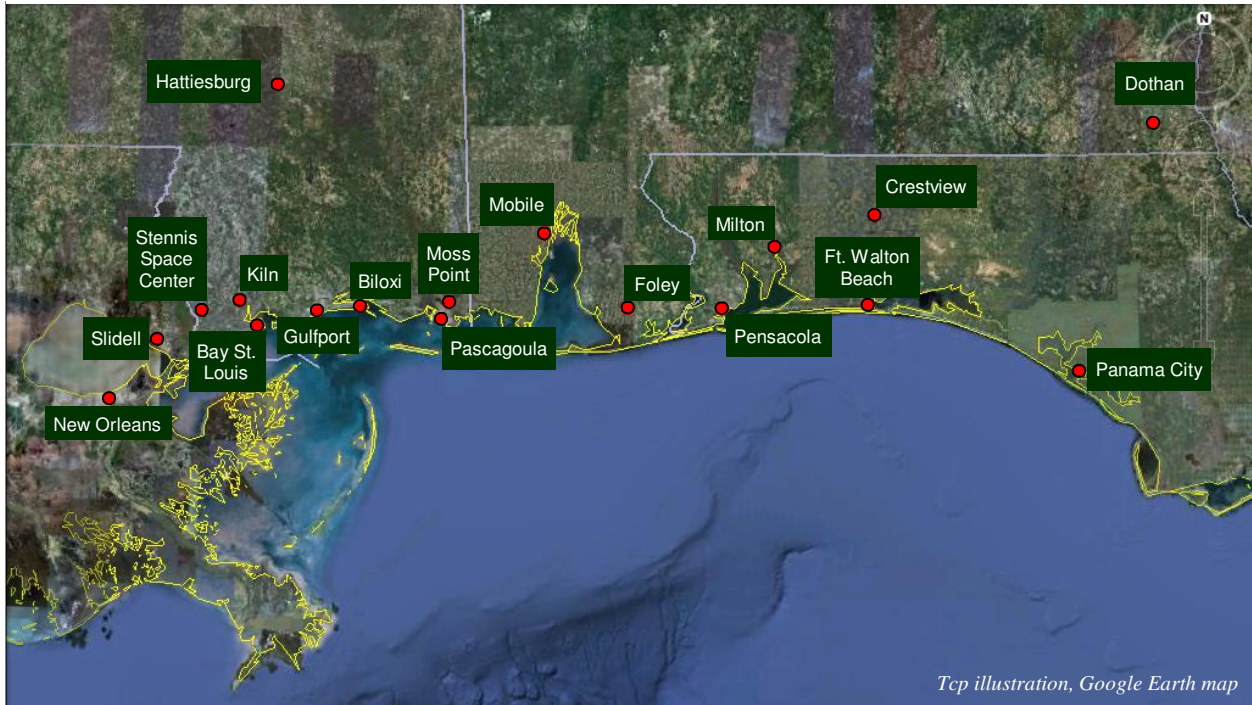 N
Hattiesburg
Dothan
Crestview
Mobile
Milton
Stennis
Space
Center
Moss
Point
Ft. Walton
Beach
Kiln
Biloxi
Foley
Slidell
Bay St.
Louis
Gulfport
Pascagoula
Pensacola
Panama City
New Orleans
Tcp illustration, Google Earth map